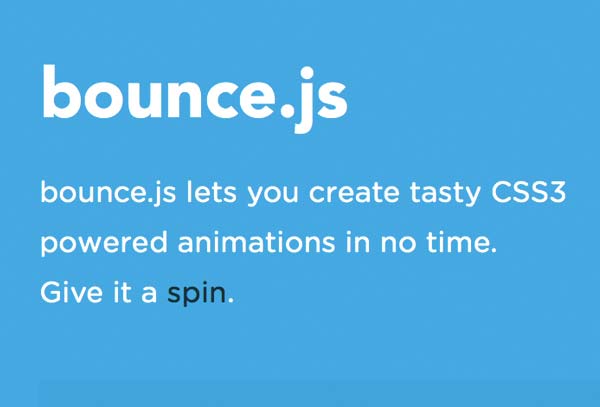 bounce.js
bounce.js lets you create tasty CSS3
powered animations in no time.
Give it a spin.